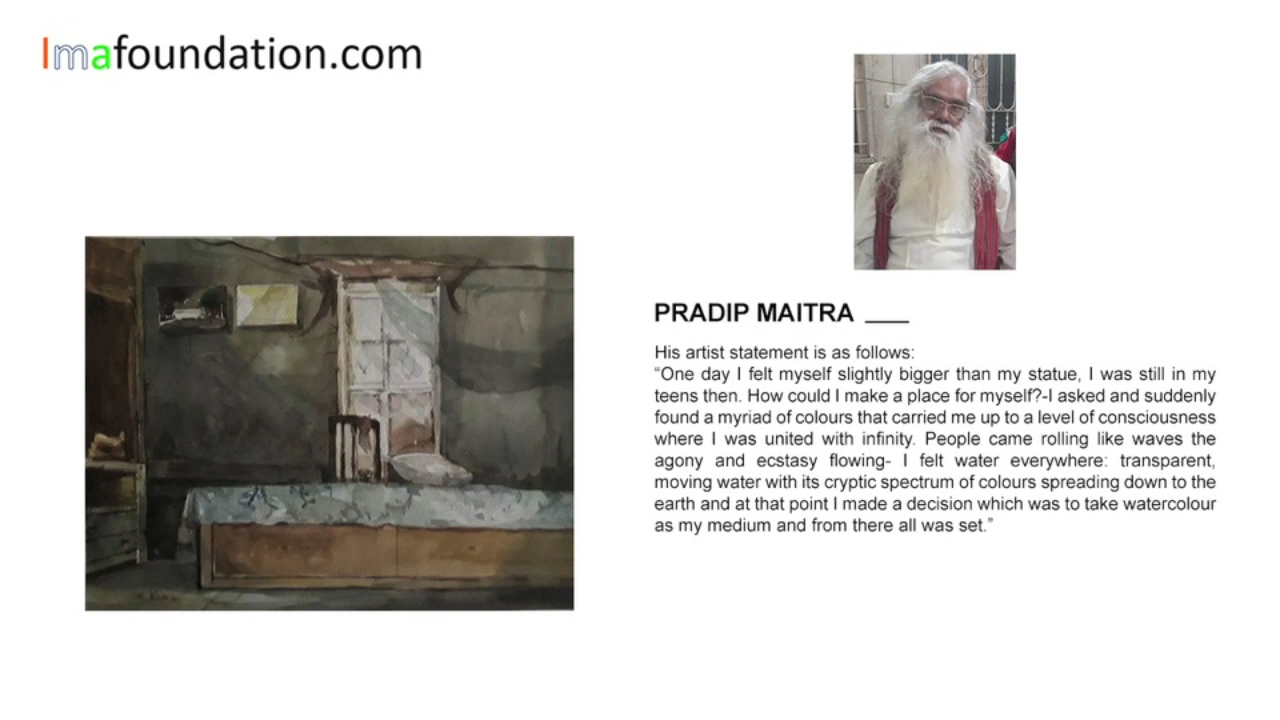 Imafoundation.com
PRADIP MAITRA ___
His artist statement is as follows:
“One day I felt myself slightly bigger than my statue, I was still in my
teens then. How could I make a place for myself?-I asked and suddenly
found a myriad of colours that carried me up to a level of consciousness
where I was united with infinity. People came rolling like waves the
agony and ecstasy flowing- I felt water everywhere: transparent,
moving water with its cryptic spectrum of colours spreading down to the
earth and at that point I made a decision which was to take watercolour
as my medium and from there all was set.”